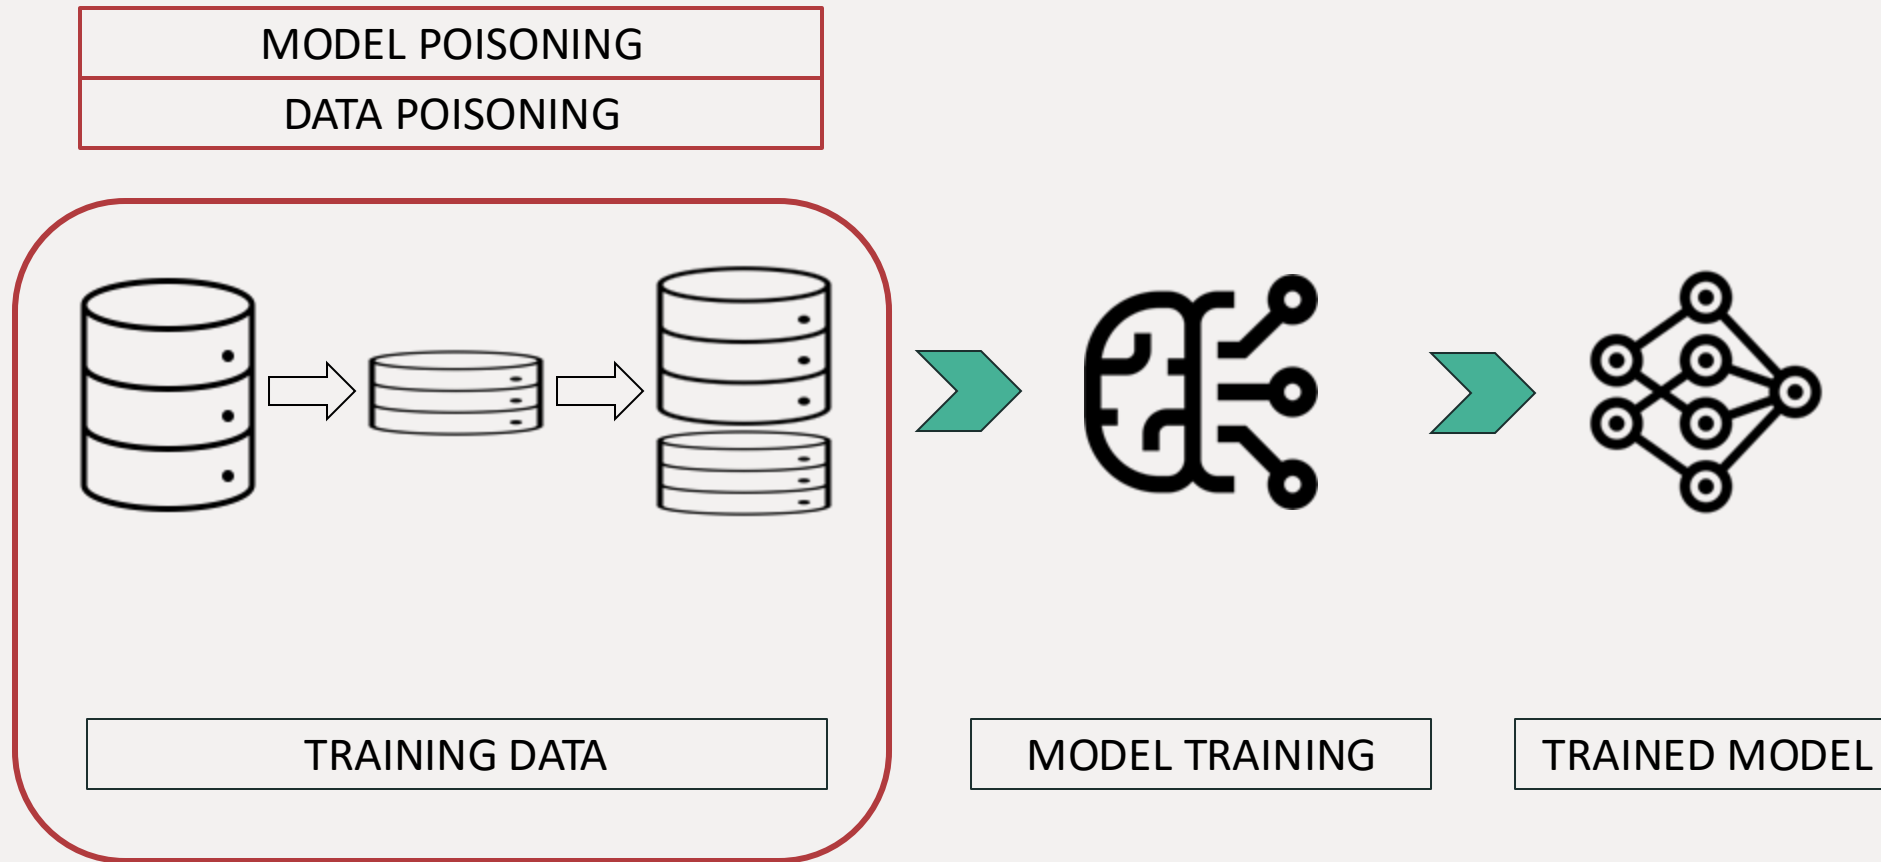 MODEL POISONING
DATA POISONING
TRAINING DATA
MODEL TRAINING
TRAINED MODEL